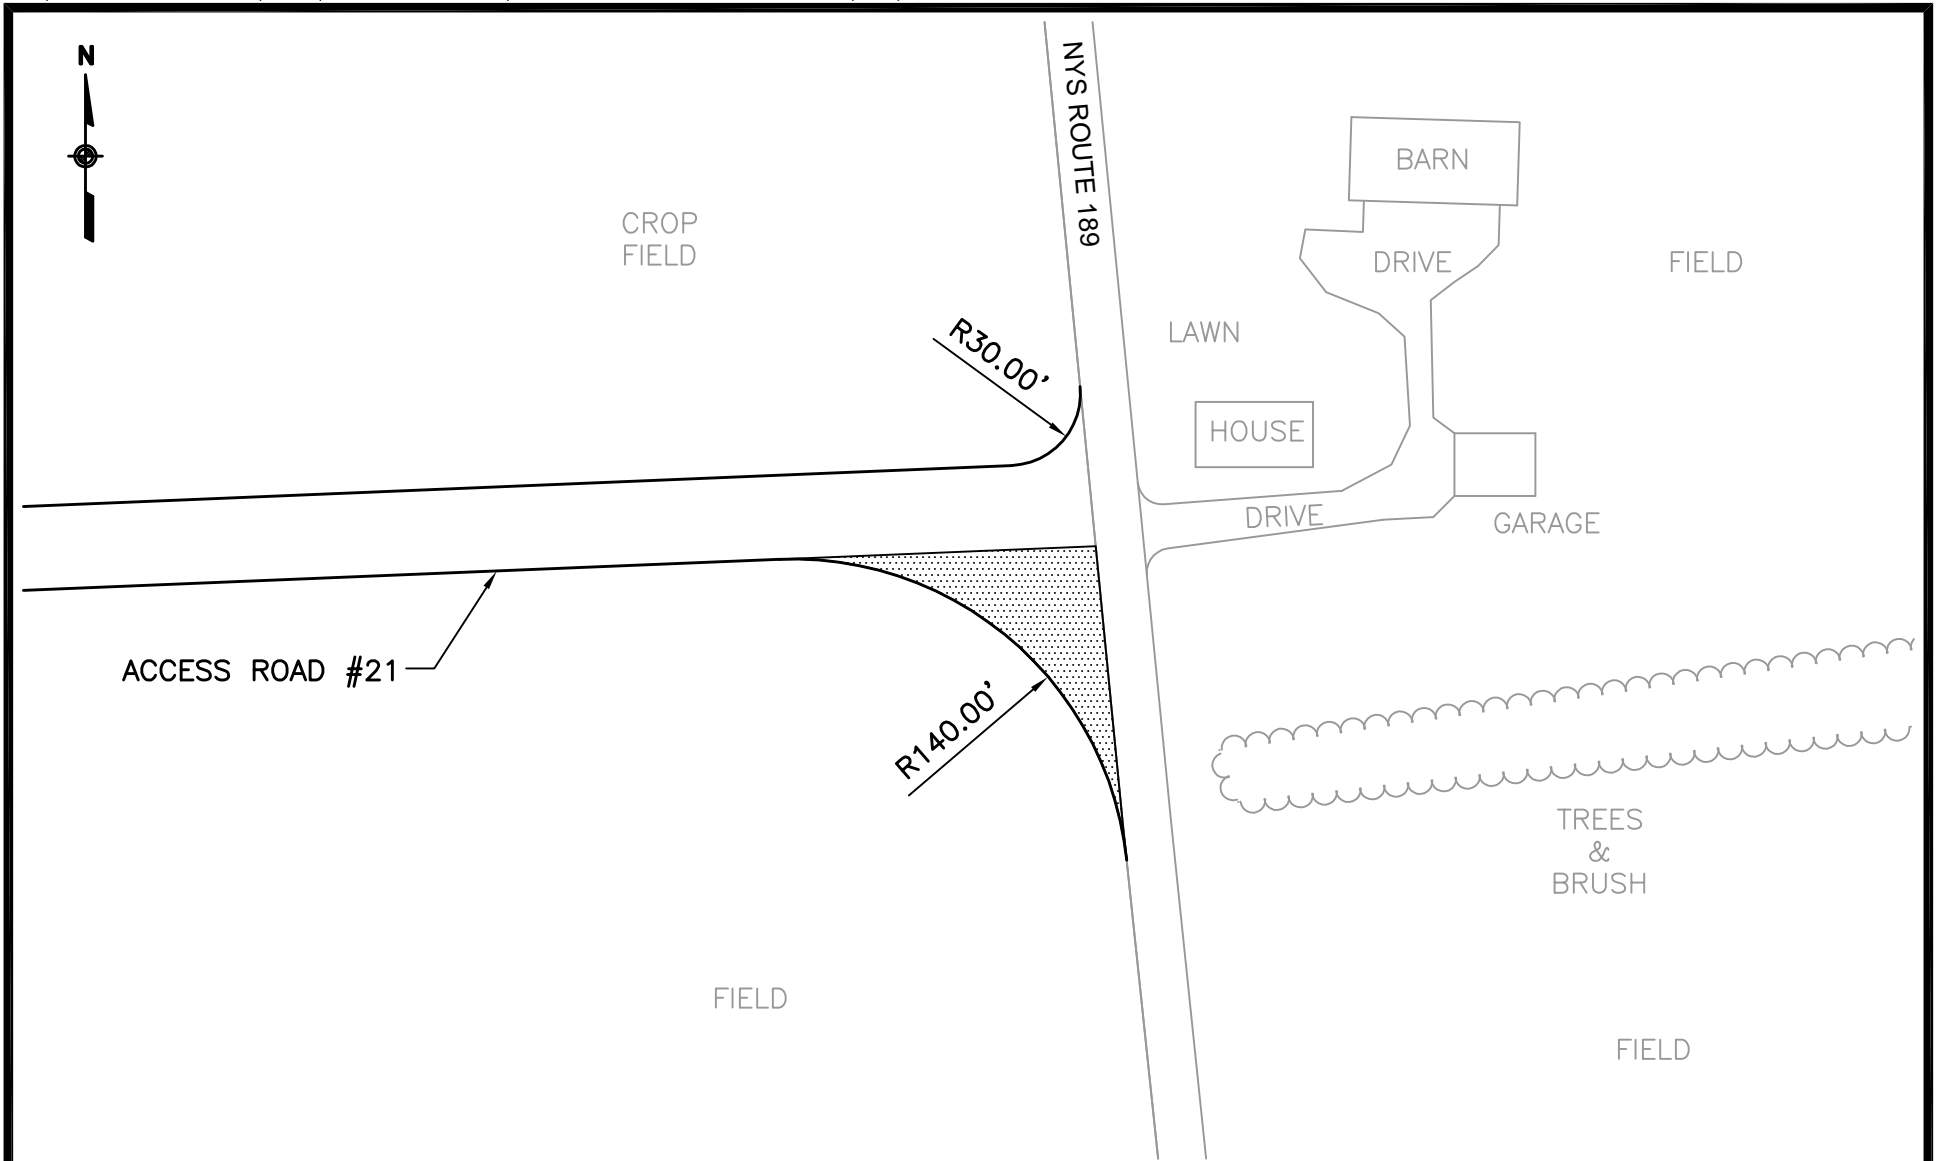 N
NYS ROUTE 189
BARN
CROP
FIELD
DRIVE
FIELD
LAWN
R30.00’
HOUSE
DRIVE
GARAGE
ACCESS ROAD #21
R140.00’
TREES
&
BRUSH
FIELD
FIELD